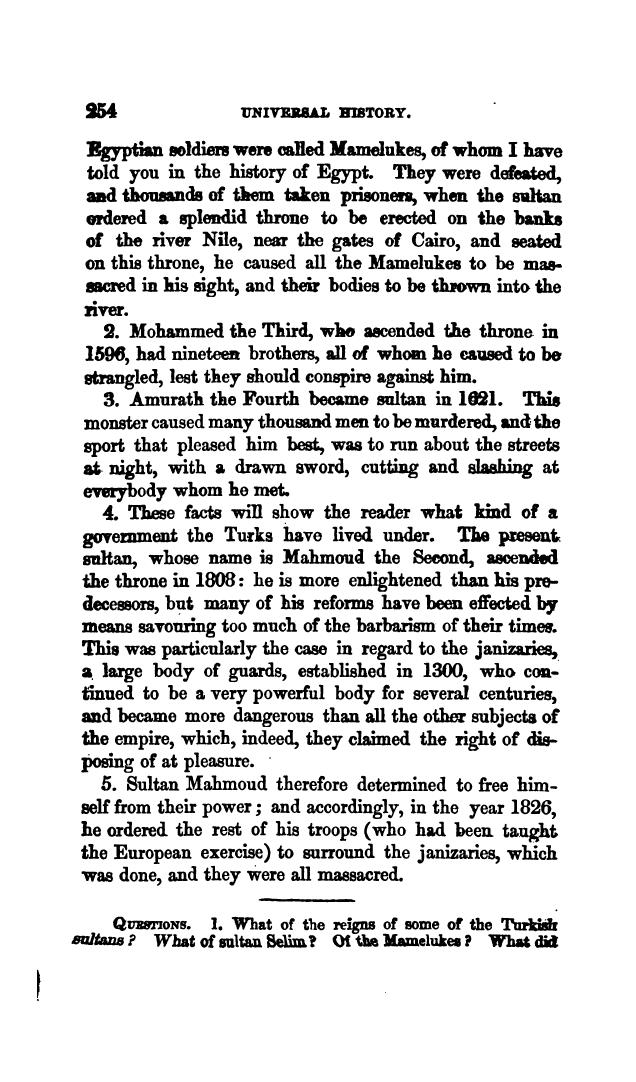 254 UNIVERSAL HISTORY.
Egyptian soldiers were called Mamelukes, of whom I have
told you in the history of Egypt. They were defeated,
and thousands of them taken prisoners, when the sultan
ordered a splendid throne to be erected on the banks
of the river Nile, near the gates of Cairo, and seated
on this throne, he caused all the Mamelukes to be mas-
sacred in his sight, and their bodies to be thrown into the
river.
2. Mohammed the Third, who ascended the throne in
1596, had nineteen brothers, all of whom he caused to be
strangled, lest they should conspire against him.
3. Amurath the Fourth became sultan in 1621. This
monster caused many thousand men to be murdered, and the
sport that pleased him best, was to run about the streets
at night, with a drawn sword, cutting and slashing at
everybody whom he met.
4. These facts will show the reader what kind of a
government the Turks have lived under. The present
sultan, whose name is Mahmoud the Second, ascended
the throne in 1808: he is more enlightened than his pre-
decessors, but many of his reforms have been effected by
means savouring too much of the barbarism of their times.
This was particularly the case in regard to the janizaries,
a large body of guards, established in 1300, who con-
tinued to be a very powerful body for several centuries,
and became more dangerous than all the other subjects of
the empire, which, indeed, they claimed the right of dis-
posing of at pleasure.
5. Sultan Mahmoud therefore determined to free him-
self from their power; and accordingly, in the year 1826,
he ordered the rest of his troops (who had been taught
the European exercise) to surround the janizaries, which
was done, and they were all massacred.
QUESTIONS. 1. What of the reigns of some of the Turkish
sultans? What of sultan Selim? Of the Mamelukes? What did